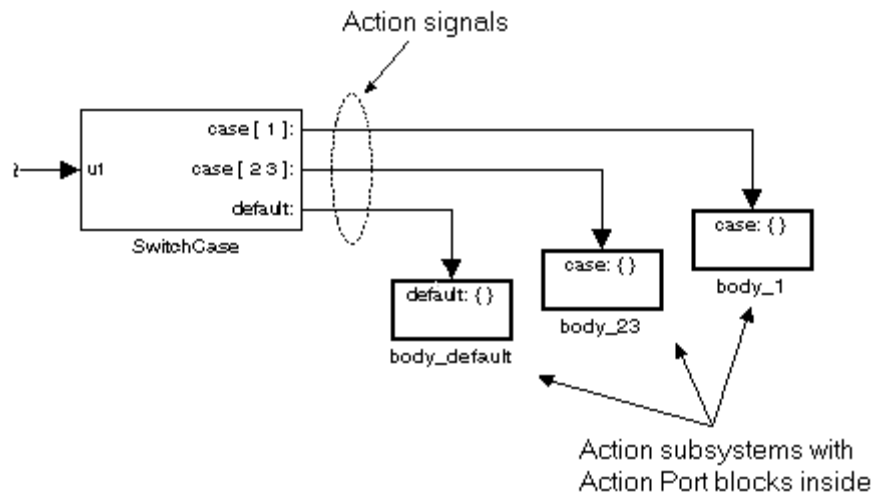 Action signals
case [ 1 ]:
u1
case [ 2 3 ]:
default:
SwitchCase
case: { }
body_1
case: { }
body_23
default: { }
body_default
Action subsystems with
Action Port blocks inside